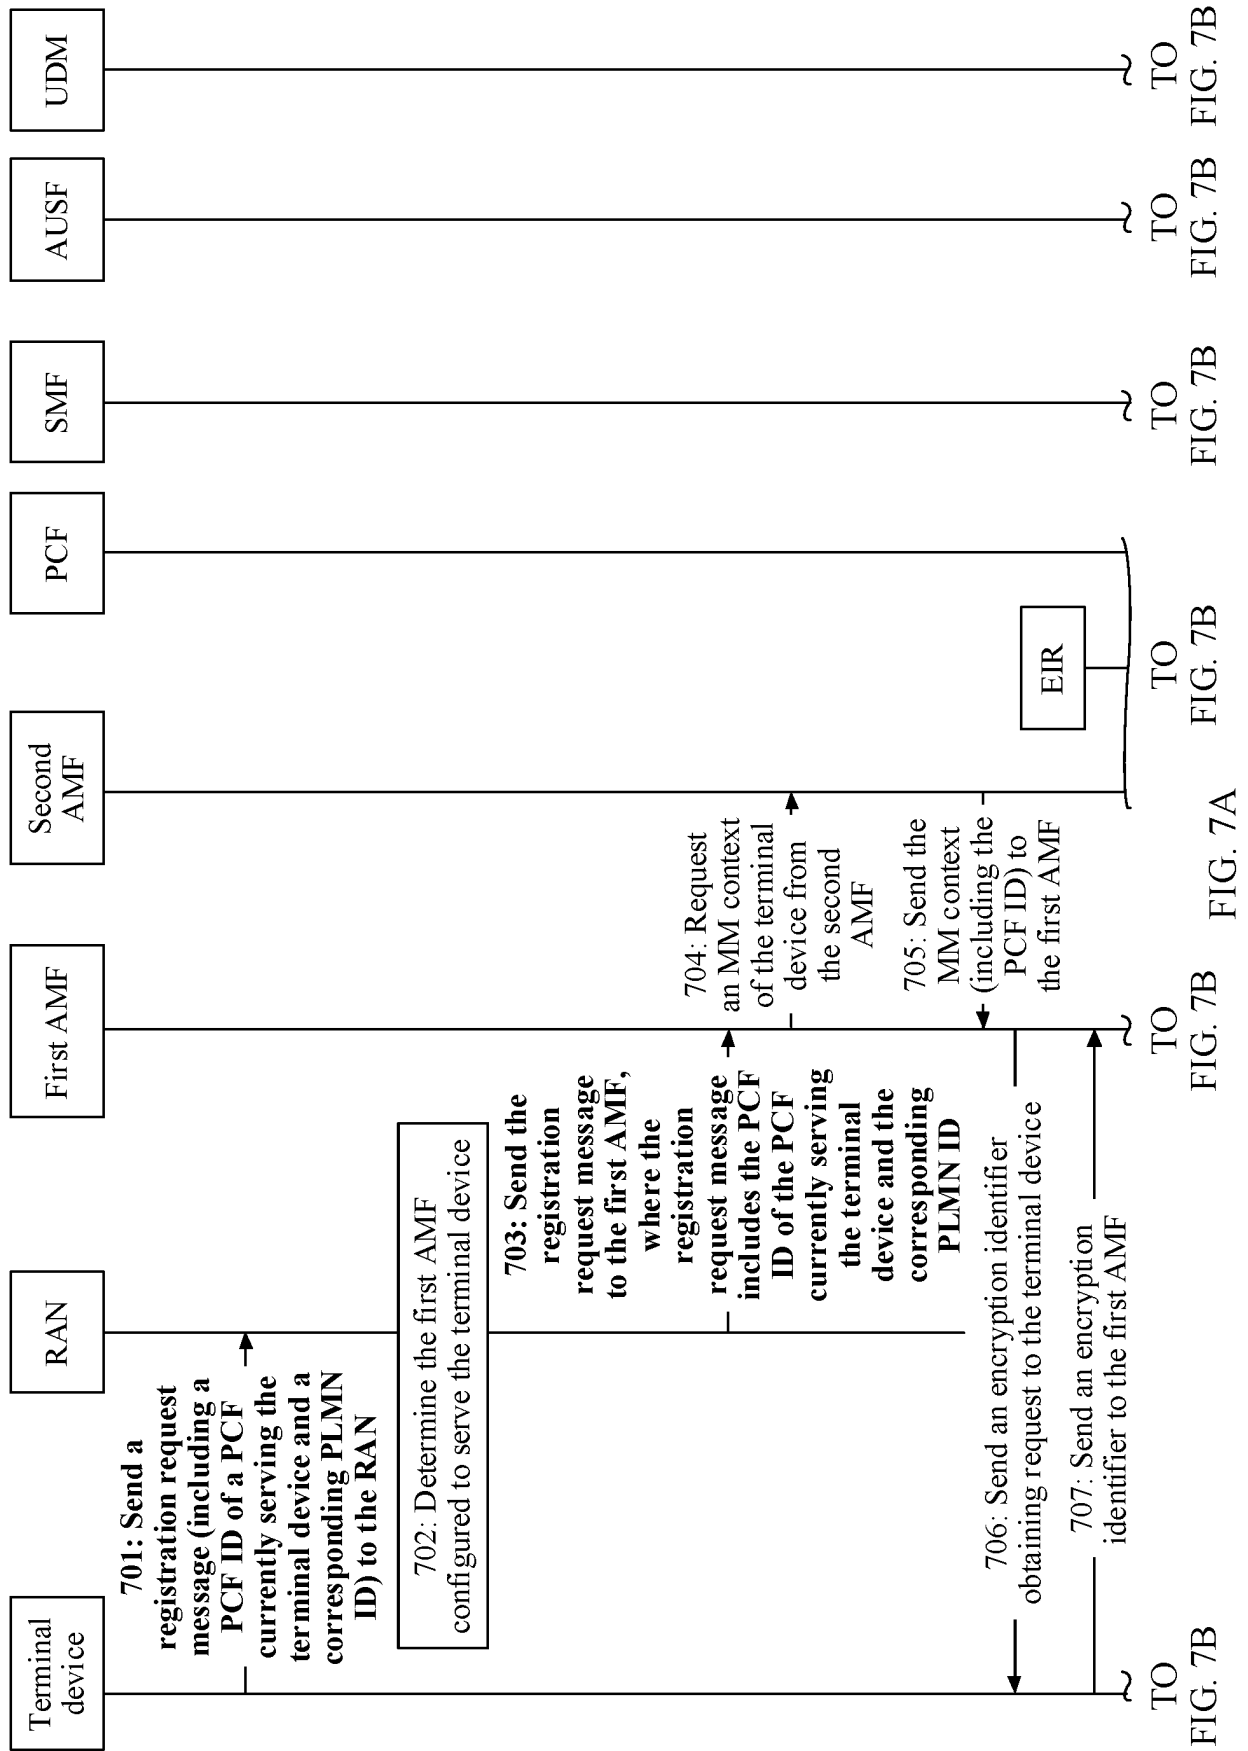 Terminal
device
RAN
First AMF
Second
AMF
PCF
SMF
AUSF
UDM
701: Send a
registration request
message (including a
PCF ID of a PCF
currently serving the
terminal device and a
corresponding PLMN
ID) to the RAN
702: Determine the first AMF
configured to serve the terminal device
703: Send the
registration
request message
to the first AMF,
where the
registration
request message
includes the PCF
ID of the PCF
currently serving
the terminal
device and the
corresponding
PLMN ID
704: Request
an MM context
of the terminal
device from
the second
AMF
705: Send the
MM context
(including the
PCF ID) to
the first AMF
706: Send an encryption identifier
obtaining request to the terminal device
707: Send an encryption
identifier to the first AMF
EIR
TO
FIG. 7B
TO
FIG. 7B
TO
FIG. 7B
TO
FIG. 7B
TO
FIG. 7B
TO
FIG. 7B
FIG. 7A